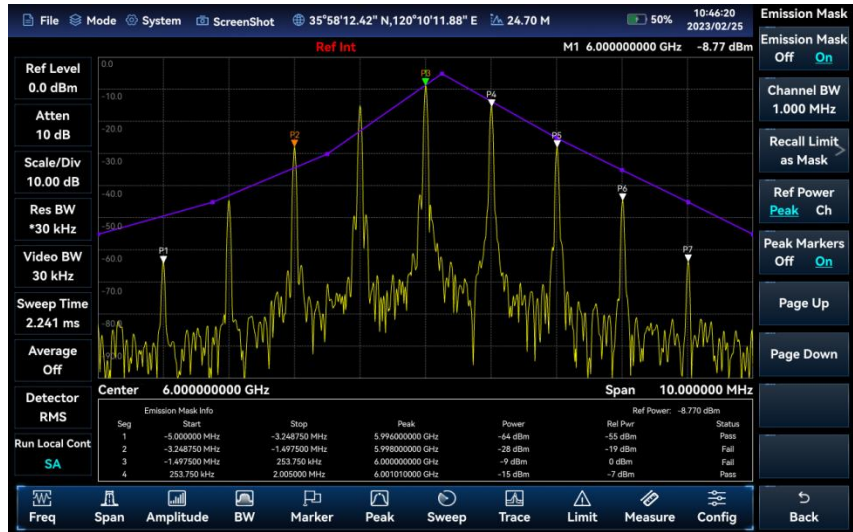 File Mode System ScreenShot 35°58'12.42" N,120°10'11.88" E 24.70 M 50% 10:46:20 2023/02/25
Emission Mask
Ref Int M1 6.000000000 GHz -8.77 dBm
Ref Level
0.0 dBm
Atten
10 dB
Scale/Div
10.00 dB
Res BW
*30 kHz
Video BW
30 kHz
Sweep Time
2.241 ms
Average
Off
Detector
RMS
Run Local Cont
SA
0.0
-10.0
-20.0
-30.0
-40.0
-50.0
-60.0
-70.0
-80.0
P1
P2
P3
P4
P5
P6
P7
Center 6.000000000 GHz Span 10.000000 MHz
Emission Mask Info Ref Power: -8.770 dBm
Seg Start Stop Peak Power Rel Pwr Status
1 -5.000000 MHz -3.248750 MHz 5.996000000 GHz -64 dBm -55 dBm Pass
2 -3.248750 MHz -1.497500 MHz 5.998000000 GHz -28 dBm -19 dBm Fail
3 -1.497500 MHz 253.750 kHz 6.000000000 GHz -9 dBm 0 dBm Fail
4 253.750 kHz 2.005000 MHz 6.001010000 GHz -15 dBm -7 dBm Pass
Emission Mask
Off On
Channel BW
1.000 MHz
Recall Limit
as Mask
Ref Power
Peak Ch
Peak Markers
Off On
Page Up
Page Down
Freq Span Amplitude BW Marker Peak Sweep Trace Limit Measure Config Back